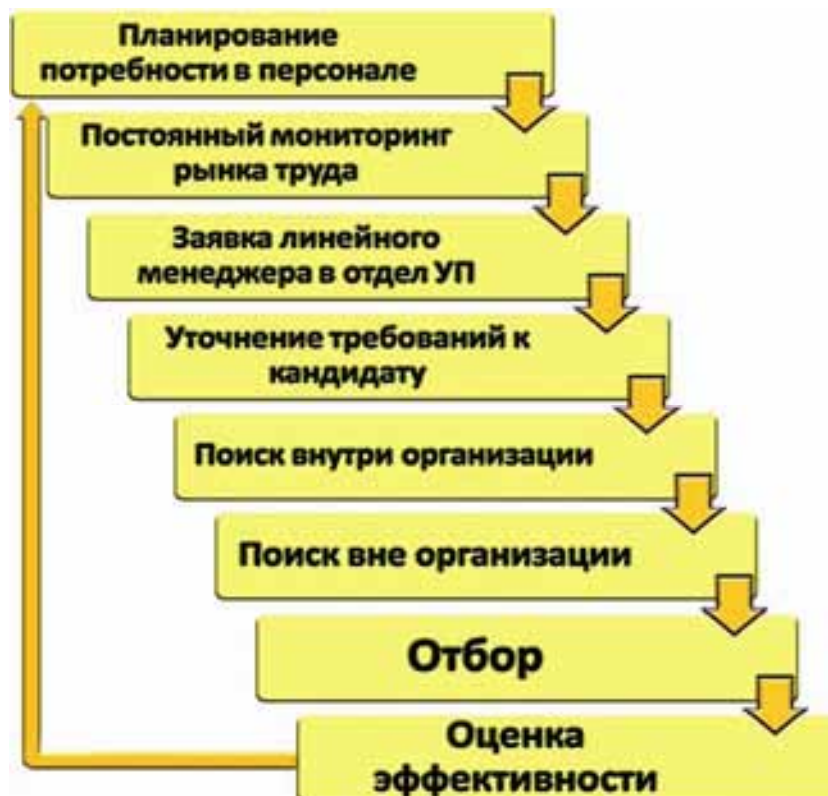 Планирование
потребности в персонале
Постоянный мониторинг
рынка труда
Заявка линейного
менеджера в отдел УП
Уточнение требований к
кандидату
Поиск внутри организации
Поиск вне организации
Отбор
Оценка
эффективности